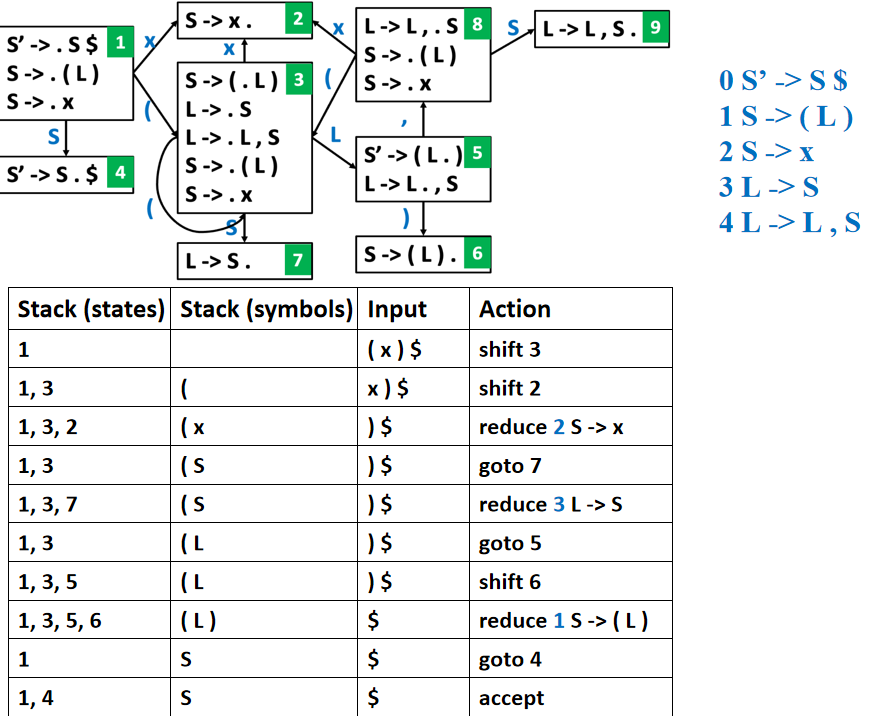 S' -> . S $ 1
S -> . ( L )
S -> . x
x
(
S
S' -> S . $ 4
S -> x . 2
x
S -> ( . L ) 3
L -> . S
L -> . L , S
S -> . ( L )
S -> . x
(
S
L -> S . 7
x
(
L
L -> L , . S 8
S -> . ( L )
S -> . x
,
S' -> ( L . ) 5
L -> L . , S
)
S -> ( L ) . 6
S
L -> L , S . 9
0 S' -> S $
1 S -> ( L )
2 S -> x
3 L -> S
4 L -> L , S
Stack (states) Stack (symbols) Input Action
1 ( x ) $ shift 3
1, 3 ( x ) $ shift 2
1, 3, 2 ( x ) $ reduce 2 S -> x
1, 3 ( S ) $ goto 7
1, 3, 7 ( S ) $ reduce 3 L -> S
1, 3 ( L ) $ goto 5
1, 3, 5 ( L ) $ shift 6
1, 3, 5, 6 ( L ) $ reduce 1 S -> ( L )
1 S $ goto 4
1, 4 S $ accept